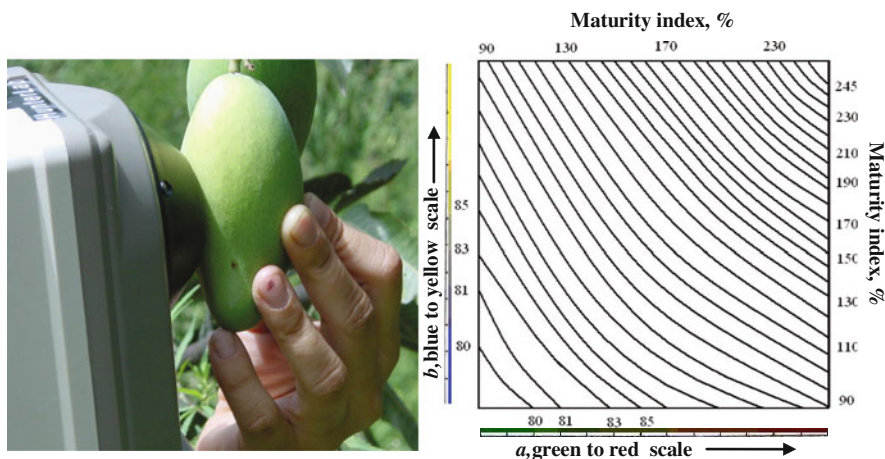 HunterLab
Maturity index, %
90 130 170 230
245
230
210
190
170
150
130
110
90
Maturity index, %
b,blue to yellow scale
85
83
81
80
80 81 83 85
a,green to red scale